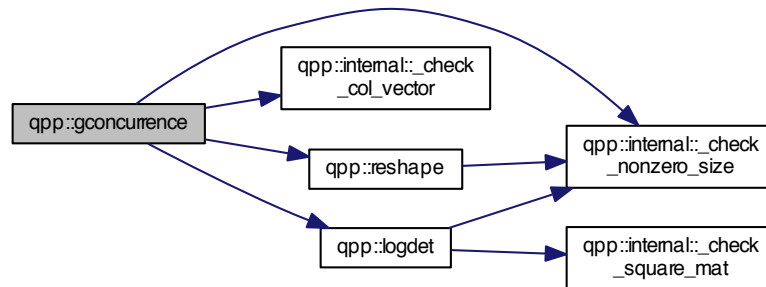 qpp::internal::_check
_col_vector
qpp::gconcurrence
qpp::internal::_check
_nonzero_size
qpp::reshape
qpp::logdet
qpp::internal::_check
_square_mat